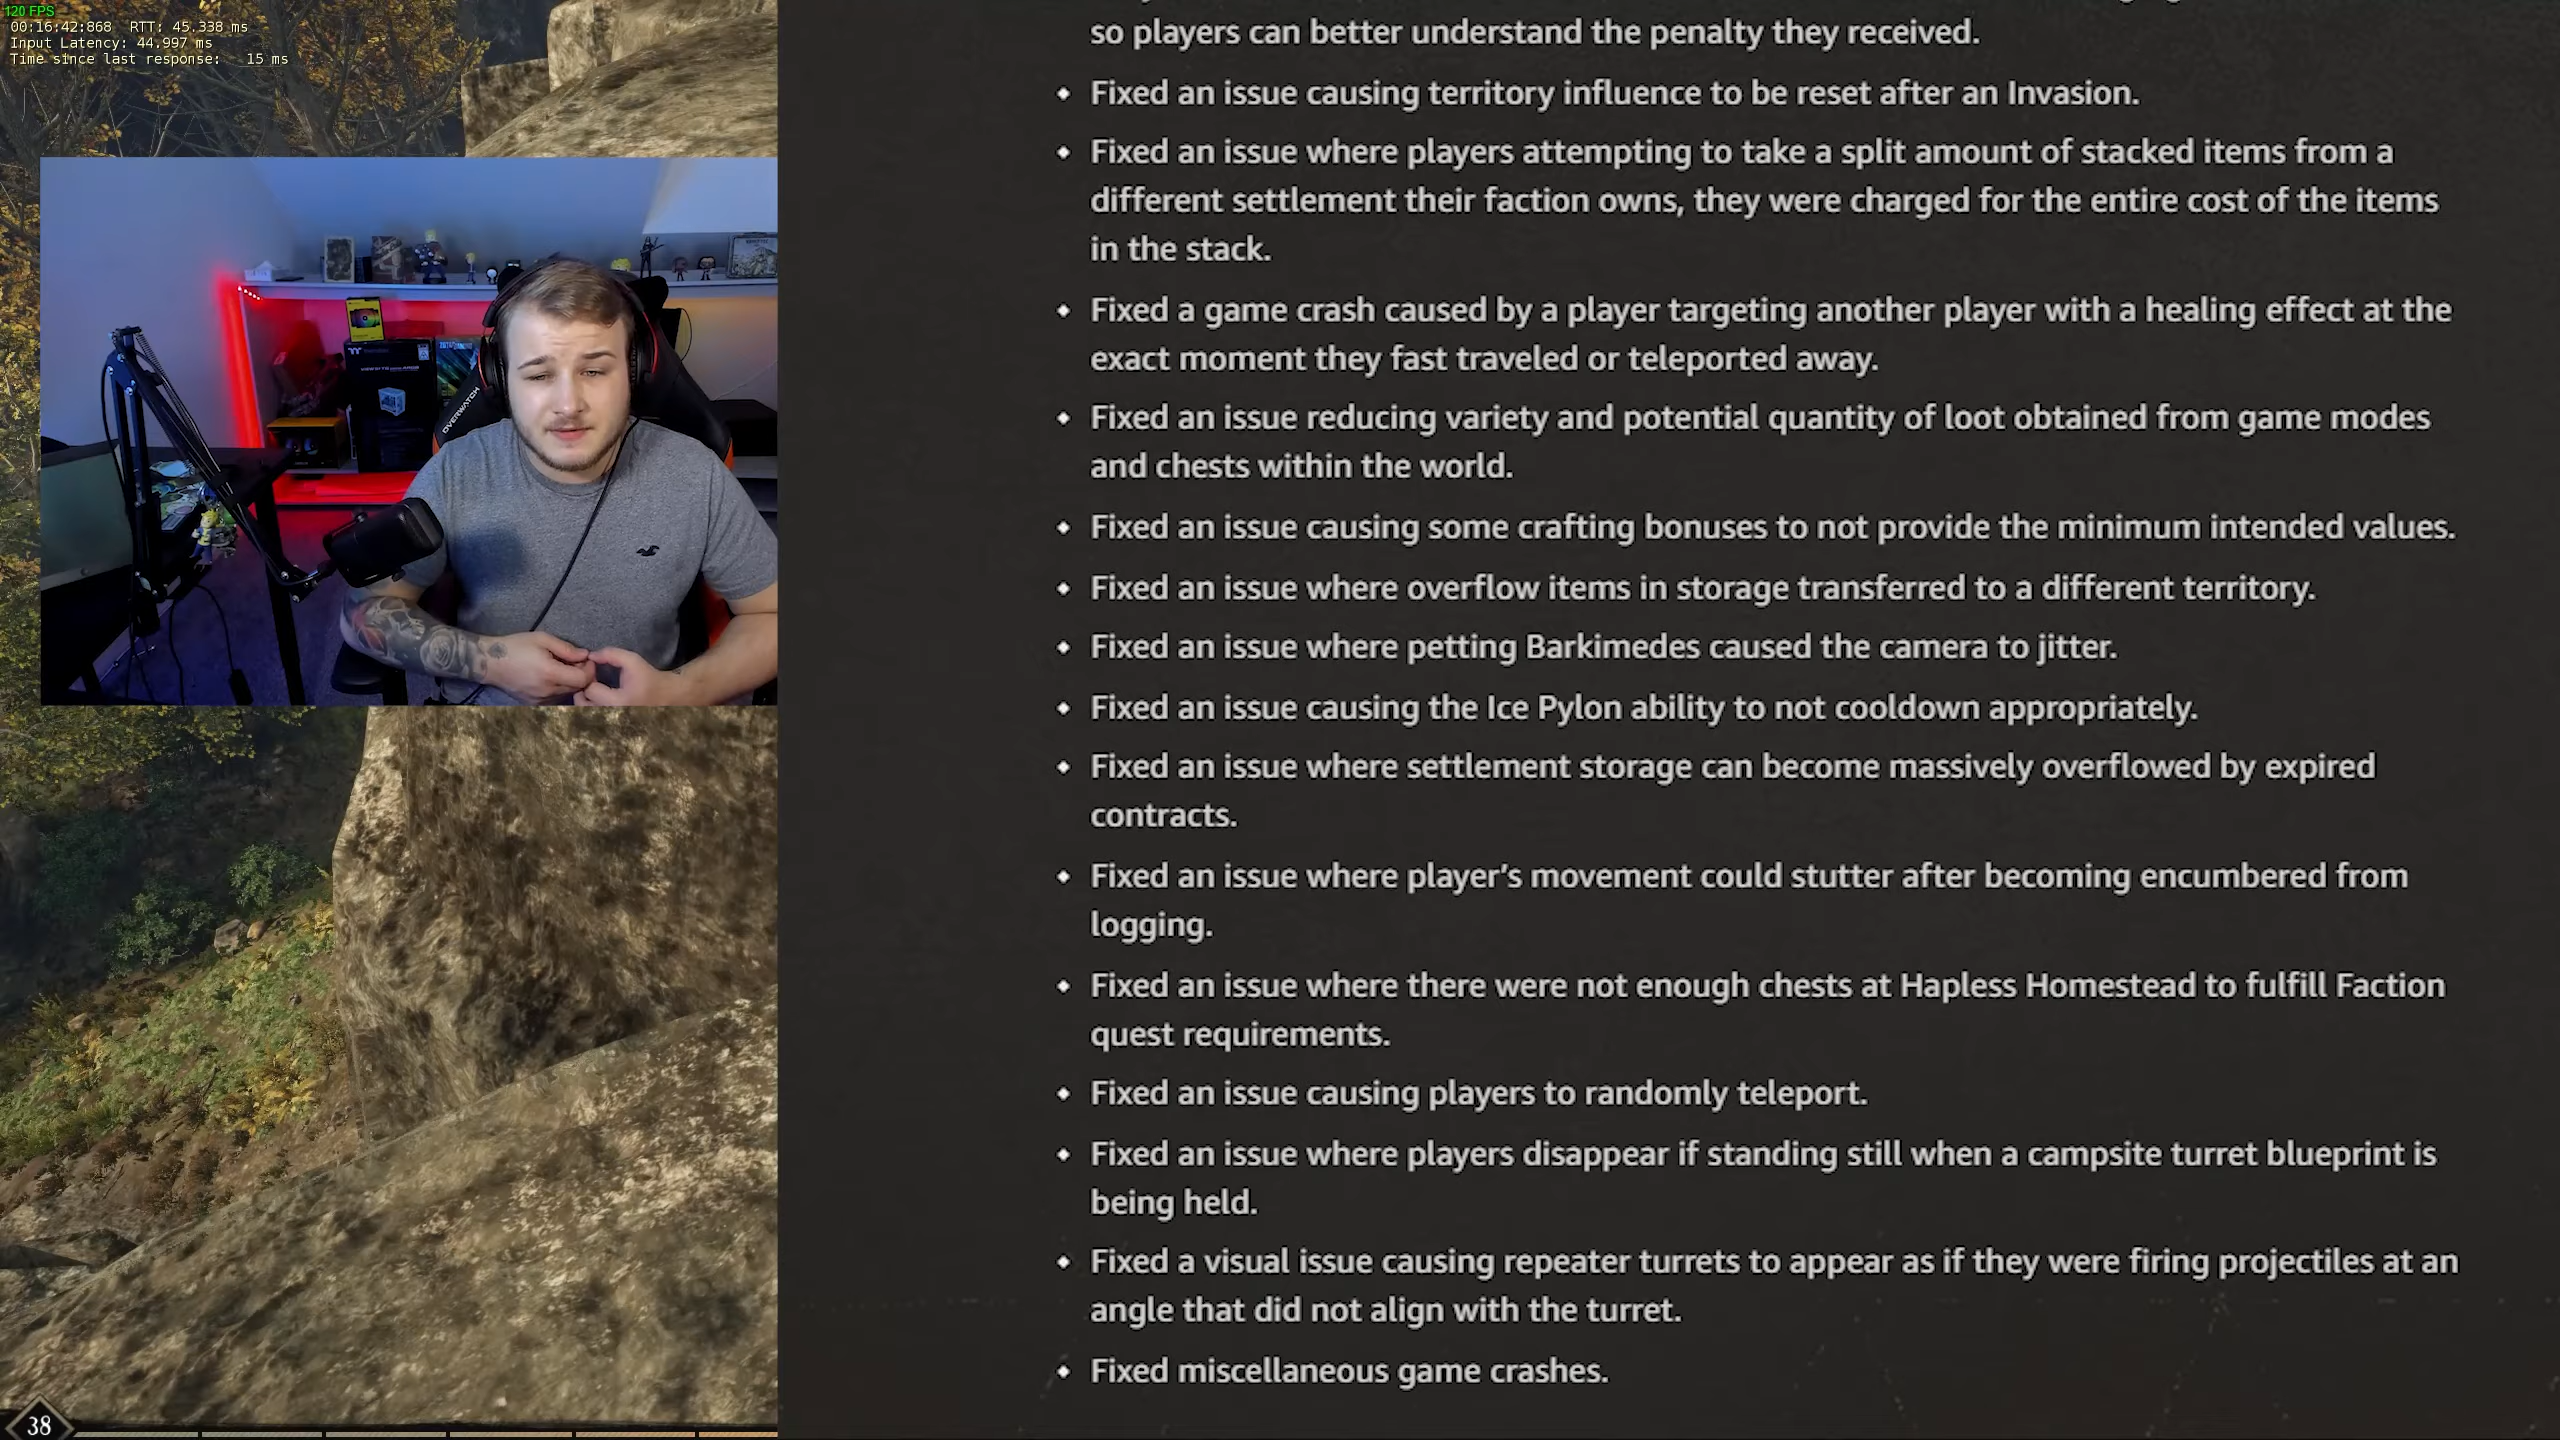 120 FPS
00:16:42:868 RTT: 45.338 ms
Input Latency: 44.997 ms
Time since last response: 15 ms
so players can better understand the penalty they received.
Fixed an issue causing territory influence to be reset after an Invasion.
Fixed an issue where players attempting to take a split amount of stacked items from a
different settlement their faction owns, they were charged for the entire cost of the items
in the stack.
Fixed a game crash caused by a player targeting another player with a healing effect at the
exact moment they fast traveled or teleported away.
Fixed an issue reducing variety and potential quantity of loot obtained from game modes
and chests within the world.
Fixed an issue causing some crafting bonuses to not provide the minimum intended values.
Fixed an issue where overflow items in storage transferred to a different territory.
Fixed an issue where petting Barkimedes caused the camera to jitter.
Fixed an issue causing the Ice Pylon ability to not cooldown appropriately.
Fixed an issue where settlement storage can become massively overflowed by expired
contracts.
Fixed an issue where player’s movement could stutter after becoming encumbered from
logging.
Fixed an issue where there were not enough chests at Hapless Homestead to fulfill Faction
quest requirements.
Fixed an issue causing players to randomly teleport.
Fixed an issue where players disappear if standing still when a campsite turret blueprint is
being held.
Fixed a visual issue causing repeater turrets to appear as if they were firing projectiles at an
angle that did not align with the turret.
Fixed miscellaneous game crashes.
OVERWATCH
38